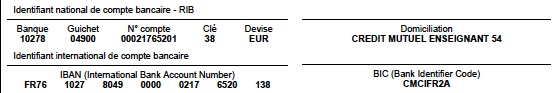 Identifiant national de compte bancaire - RIB
Banque Guichet N° compte Clé Devise Domiciliation
10278 04900 00021765201 38 EUR CREDIT MUTUEL ENSEIGNANT 54
Identifiant international de compte bancaire
IBAN (International Bank Account Number) BIC (Bank Identifier Code)
FR76 1027 8049 0000 0217 6520 138 CMCIFR2A